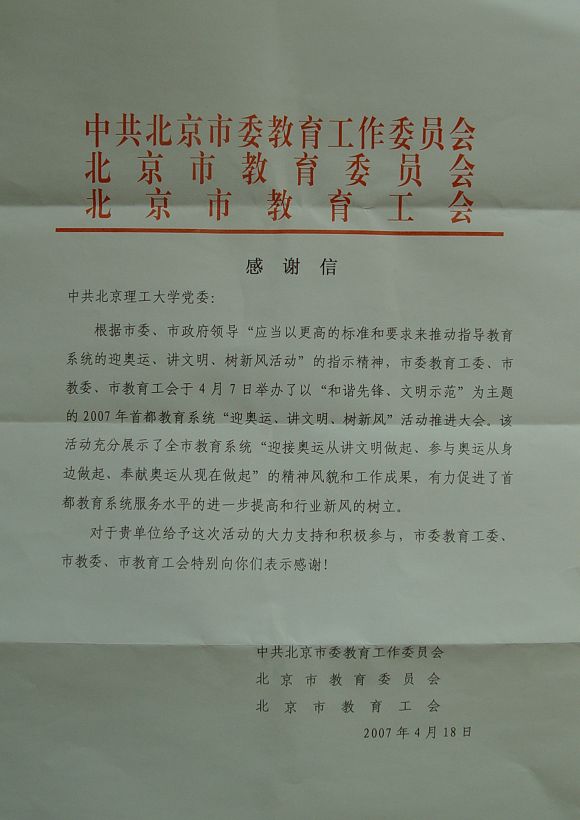 中共北京市委教育工作委员会
北京市教育委员会
北京市教育工会
感谢信
中共北京理工大学党委：
根据市委、市政府领导“应当以更高的标准和要求来推动指导教育
系统的迎奥运、讲文明、树新风活动”的指示精神，市委教育工委、市
教委、市教育工会于4月7日举办了以“和谐先锋、文明示范”为主题
的2007年首都教育系统“迎奥运、讲文明、树新风”活动推进大会。该
活动充分展示了全市教育系统“迎接奥运从讲文明做起、参与奥运从身
边做起、奉献奥运从现在做起”的精神风貌和工作成果，有力促进了首
都教育系统服务水平的进一步提高和行业新风的树立。
对于贵单位给予这次活动的大力支持和积极参与，市委教育工委、
市教委、市教育工会特别向你们表示感谢！
中共北京市委教育工作委员会
北京市教育委员会
北京市教育工会
2007年4月18日